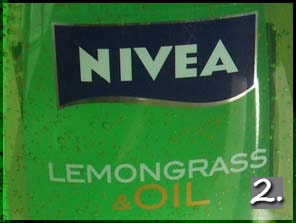 NIVEA
LEMONGRASS
& OIL
2.